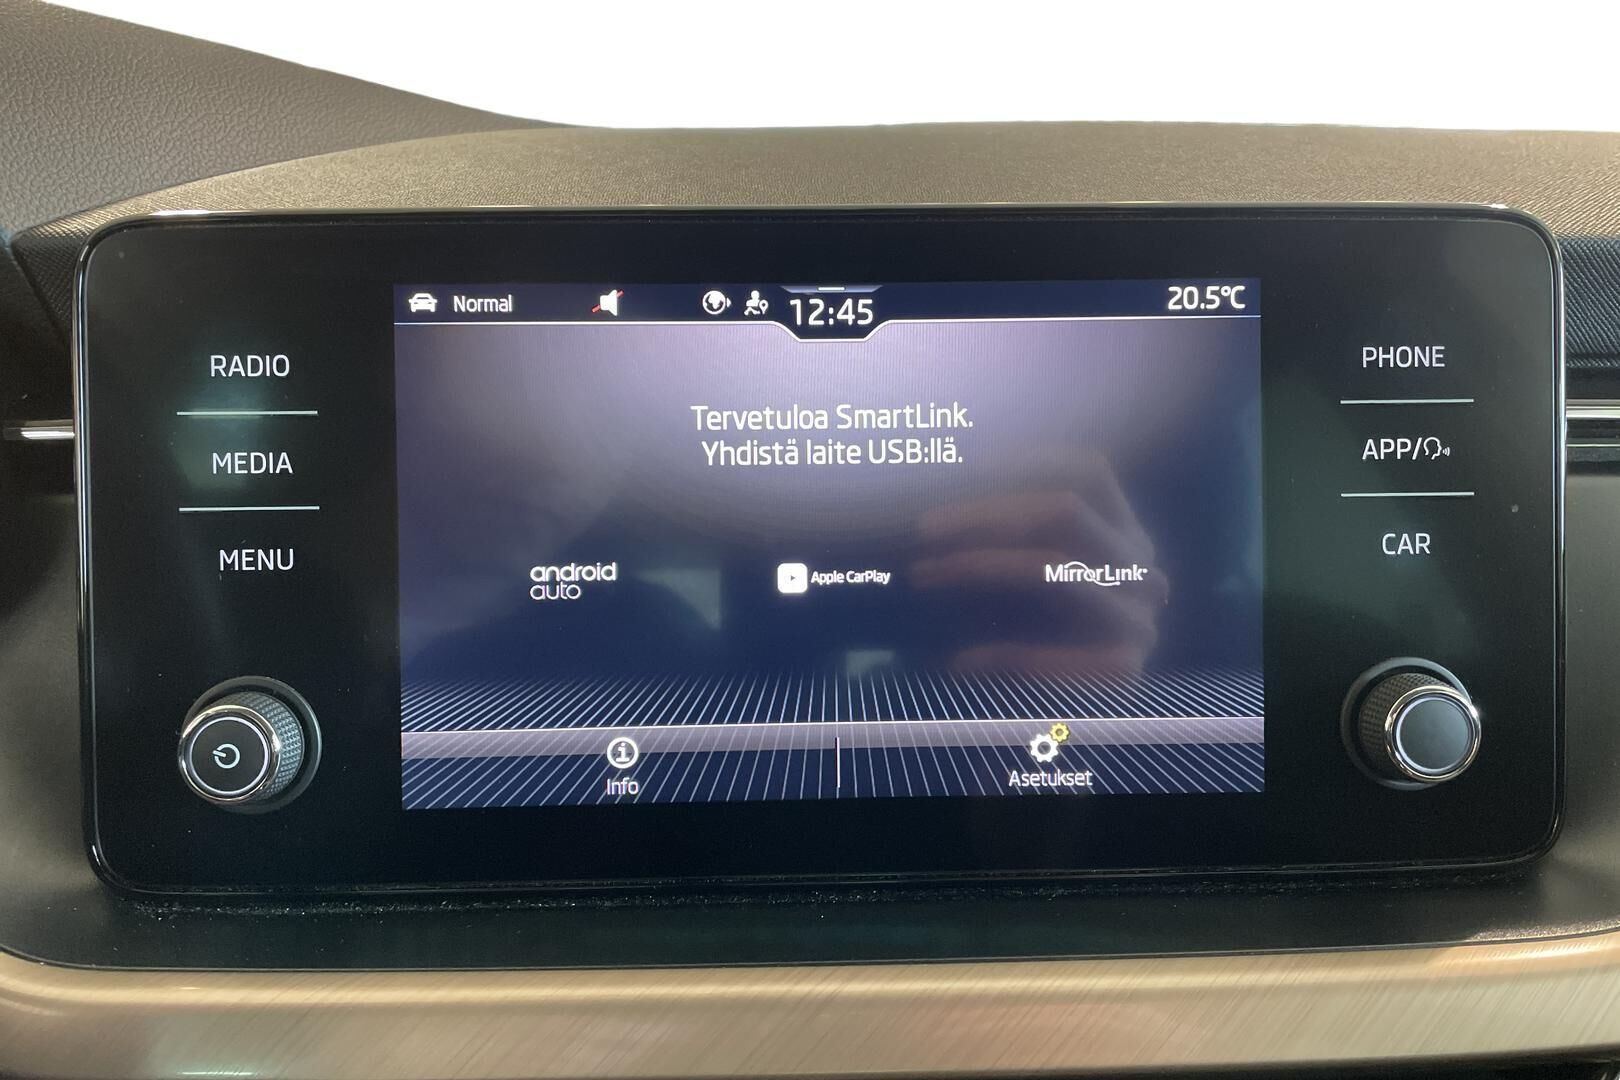 Normal
12:45
20.5°C
RADIO
MEDIA
MENU
Tervetuloa SmartLink.
Yhdistä laite USB:llä.
android
auto
Apple CarPlay
MirrorLink
Info
Asetukset
PHONE
APP/
CAR